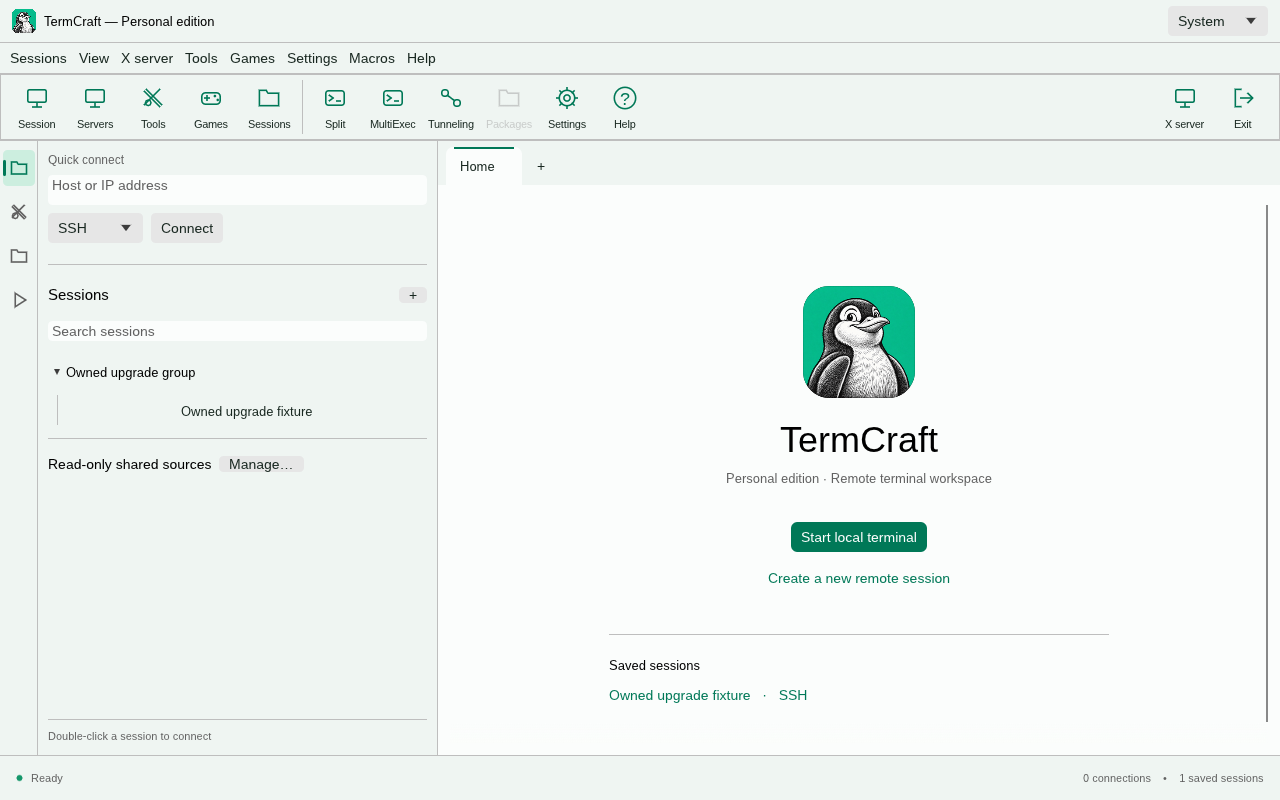 TermCraft — Personal edition
System
Sessions View X server Tools Games Settings Macros Help
Session Servers Tools Games Sessions Split MultiExec Tunneling Packages Settings Help X server Exit
Quick connect
Host or IP address
SSH Connect
Sessions +
Search sessions
Owned upgrade group
Owned upgrade fixture
Read-only shared sources Manage…
Double-click a session to connect
Home +
TermCraft
Personal edition · Remote terminal workspace
Start local terminal
Create a new remote session
Saved sessions
Owned upgrade fixture · SSH
Ready
0 connections • 1 saved sessions